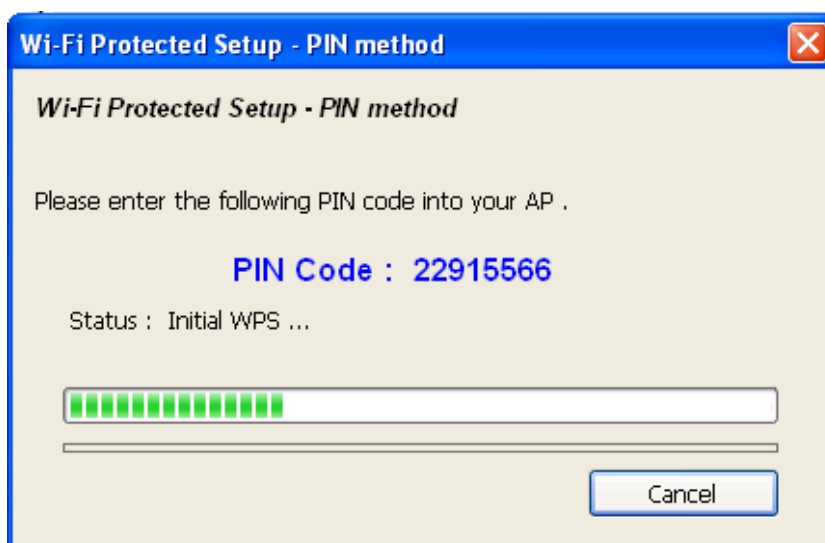 Wi-Fi Protected Setup - PIN method
Wi-Fi Protected Setup - PIN method
Please enter the following PIN code into your AP .
PIN Code : 22915566
Status : Initial WPS ...
Cancel